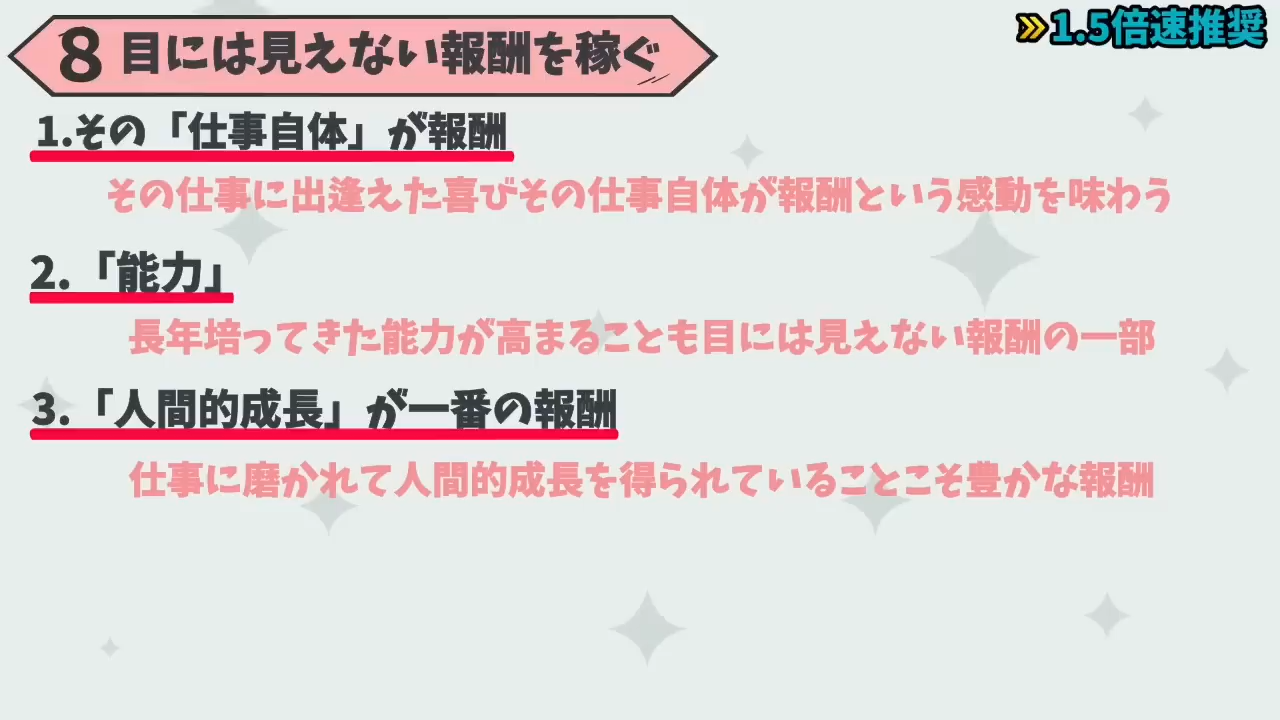 8 目には見えない報酬を稼ぐ
1.5倍速推奨
1.その「仕事自体」が報酬
その仕事に出逢えた喜びその仕事自体が報酬という感動を味わう
2.「能力」
長年培ってきた能力が高まることも目には見えない報酬の一部
3.「人間的成長」が一番の報酬
仕事に磨かれて人間的成長を得られていることこそ豊かな報酬